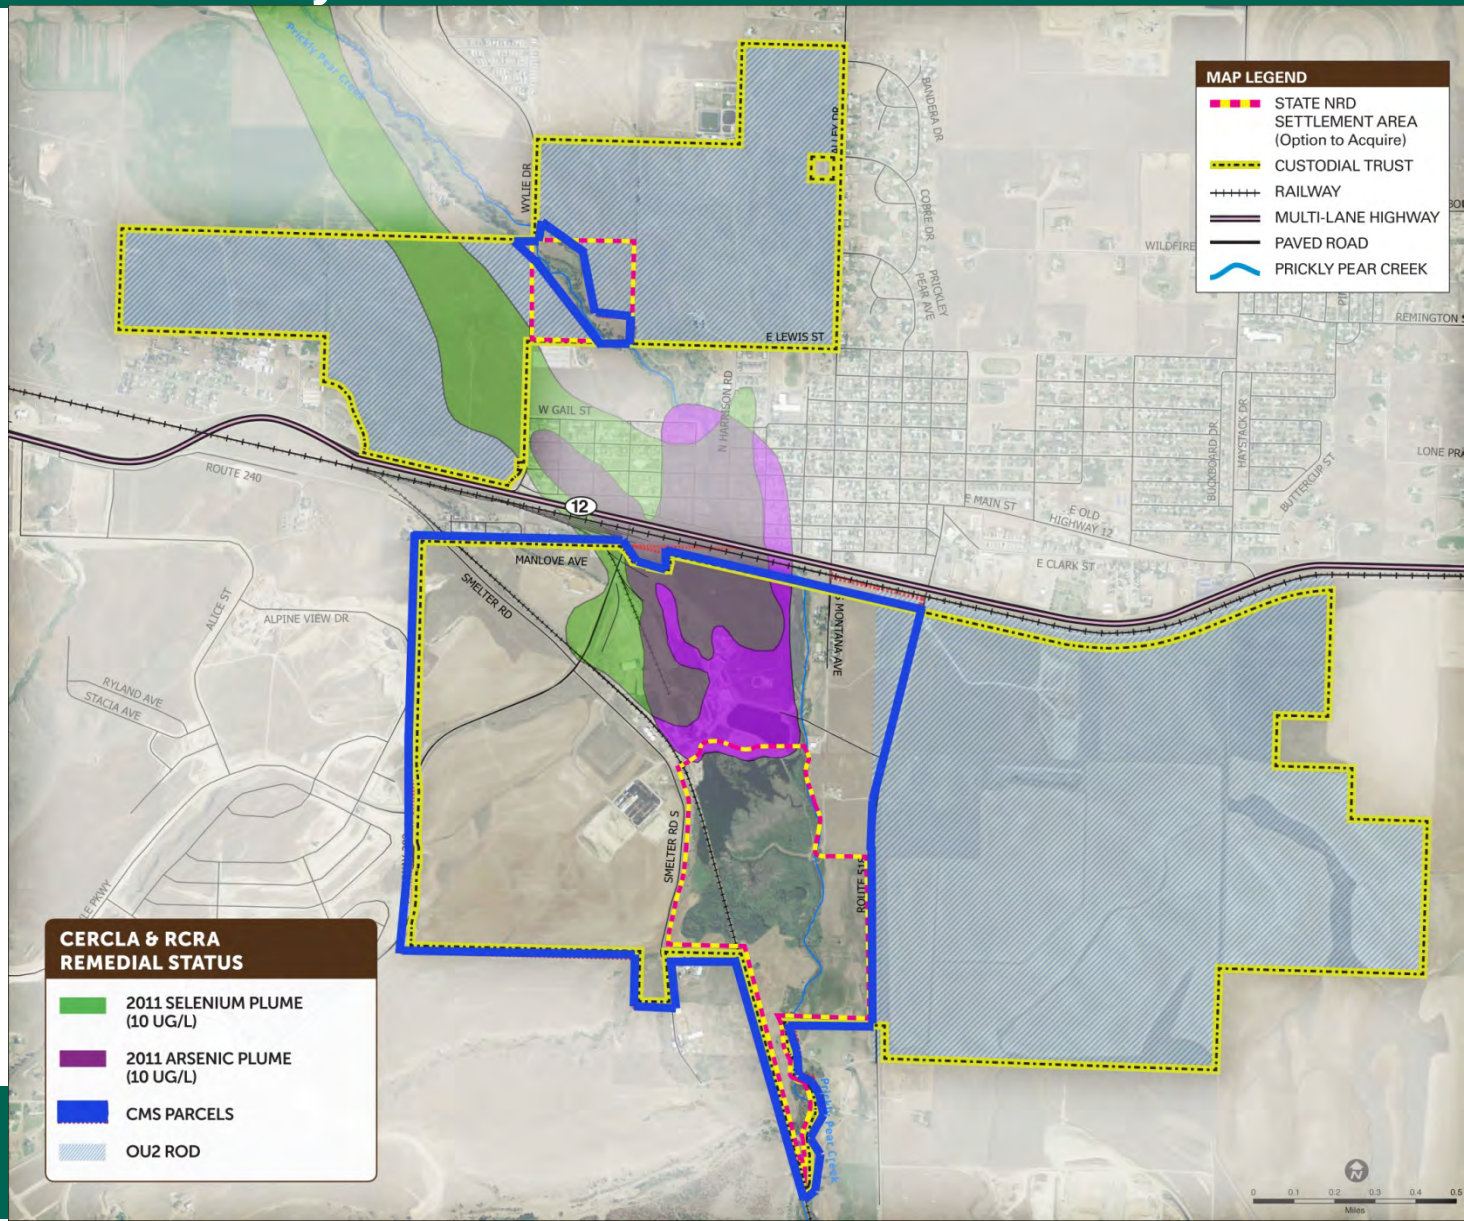 Prickly Pear Creek
WYLIE DR
BANDERA DR
COBRE DR
PRICKLEY
PEAR AVE
WILDFIRE
REMINGTON
E LEWIS ST
W GAIL ST
N HARRISON RD
HAYSTACK DR
BUCKBOARD DR
BUTTERCUP ST
LONE PRA
ROUTE 240
12
E MAIN ST
E OLD
HIGHWAY 12
E CLARK ST
MANLOVE AVE
SMELTER RD
S MONTANA AVE
ALICE ST
ALPINE VIEW DR
RYLAND AVE
STACIA AVE
SMELTER RD S
ROUTE 518
LE PKWY
Prickly Pear Creek
MAP LEGEND
STATE NRD
SETTLEMENT AREA
(Option to Acquire)
CUSTODIAL TRUST
RAILWAY
MULTI-LANE HIGHWAY
PAVED ROAD
PRICKLY PEAR CREEK
CERCLA & RCRA
REMEDIAL STATUS
2011 SELENIUM PLUME
(10 UG/L)
2011 ARSENIC PLUME
(10 UG/L)
CMS PARCELS
OU2 ROD
N
0 0.1 0.2 0.3 0.4 0.5
Miles